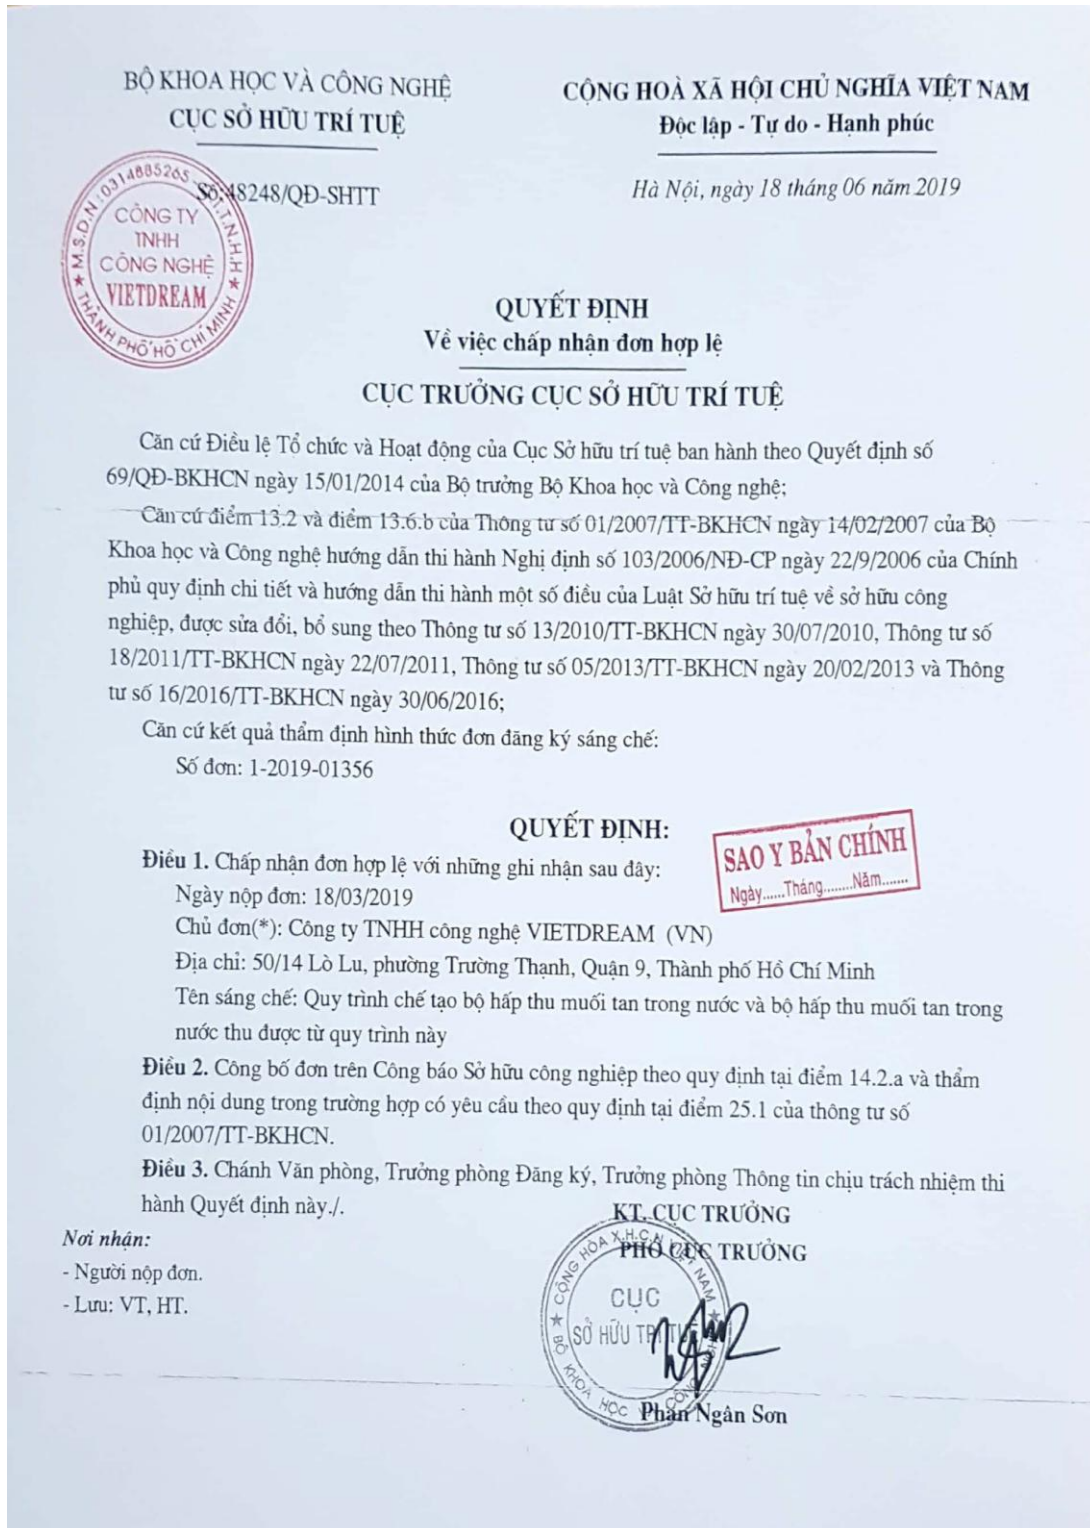 BỘ KHOA HỌC VÀ CÔNG NGHỆ
CỤC SỞ HỮU TRÍ TUỆ
CỘNG HOÀ XÃ HỘI CHỦ NGHĨA VIỆT NAM
Độc lập - Tự do - Hạnh phúc
Số:48248/QĐ-SHTT
Hà Nội, ngày 18 tháng 06 năm 2019
M.S.D.N: 0314885265 T.N.H.H
CÔNG TY
TNHH
CÔNG NGHỆ
VIETDREAM
THÀNH PHỐ HỒ CHÍ MINH
QUYẾT ĐỊNH
Về việc chấp nhận đơn hợp lệ
CỤC TRƯỞNG CỤC SỞ HỮU TRÍ TUỆ
Căn cứ Điều lệ Tổ chức và Hoạt động của Cục Sở hữu trí tuệ ban hành theo Quyết định số
69/QĐ-BKHCN ngày 15/01/2014 của Bộ trưởng Bộ Khoa học và Công nghệ;
Căn cứ điểm 13.2 và điểm 13.6.b của Thông tư số 01/2007/TT-BKHCN ngày 14/02/2007 của Bộ
Khoa học và Công nghệ hướng dẫn thi hành Nghị định số 103/2006/NĐ-CP ngày 22/9/2006 của Chính
phủ quy định chi tiết và hướng dẫn thi hành một số điều của Luật Sở hữu trí tuệ về sở hữu công
nghiệp, được sửa đổi, bổ sung theo Thông tư số 13/2010/TT-BKHCN ngày 30/07/2010, Thông tư số
18/2011/TT-BKHCN ngày 22/07/2011, Thông tư số 05/2013/TT-BKHCN ngày 20/02/2013 và Thông
tư số 16/2016/TT-BKHCN ngày 30/06/2016;
Căn cứ kết quả thẩm định hình thức đơn đăng ký sáng chế:
Số đơn: 1-2019-01356
QUYẾT ĐỊNH:
SAO Y BẢN CHÍNH
Ngày......Tháng........Năm.......
Điều 1. Chấp nhận đơn hợp lệ với những ghi nhận sau đây:
Ngày nộp đơn: 18/03/2019
Chủ đơn(*): Công ty TNHH công nghệ VIETDREAM (VN)
Địa chỉ: 50/14 Lò Lu, phường Trường Thạnh, Quận 9, Thành phố Hồ Chí Minh
Tên sáng chế: Quy trình chế tạo bộ hấp thu muối tan trong nước và bộ hấp thu muối tan trong
nước thu được từ quy trình này
Điều 2. Công bố đơn trên Công báo Sở hữu công nghiệp theo quy định tại điểm 14.2.a và thẩm
định nội dung trong trường hợp có yêu cầu theo quy định tại điểm 25.1 của thông tư số
01/2007/TT-BKHCN.
Điều 3. Chánh Văn phòng, Trưởng phòng Đăng ký, Trưởng phòng Thông tin chịu trách nhiệm thi
hành Quyết định này./.
KT. CỤC TRƯỞNG
PHÓ CỤC TRƯỞNG
Nơi nhận:
- Người nộp đơn.
- Lưu: VT, HT.
CỘNG HÒA X.H.C.N VIỆT NAM
CỤC
SỞ HỮU TRÍ TUỆ
BỘ KHOA HỌC VÀ CÔNG NGHỆ
Phan Ngân Sơn